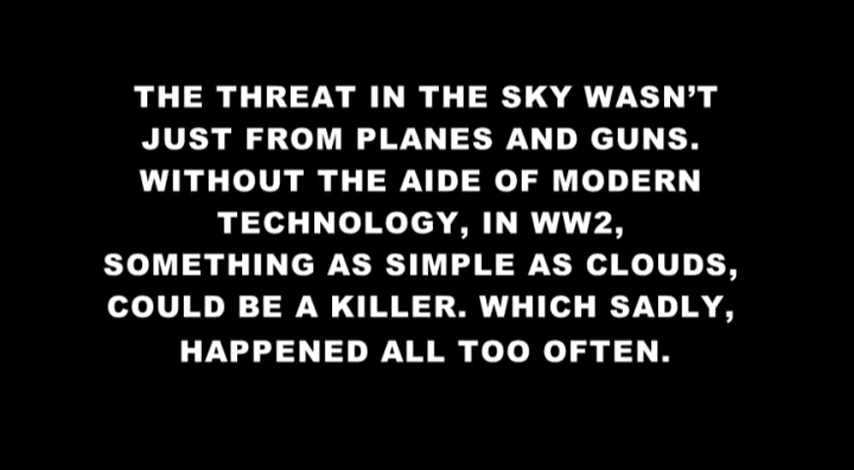 THE THREAT IN THE SKY WASN’T
JUST FROM PLANES AND GUNS.
WITHOUT THE AIDE OF MODERN
TECHNOLOGY, IN WW2,
SOMETHING AS SIMPLE AS CLOUDS,
COULD BE A KILLER. WHICH SADLY,
HAPPENED ALL TOO OFTEN.